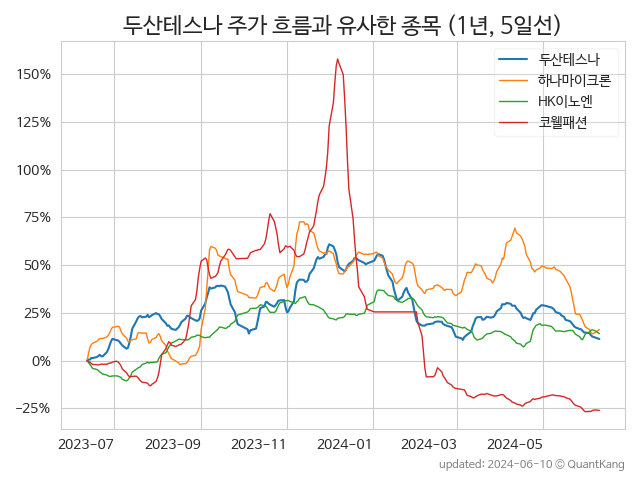 두산테스나 주가 흐름과 유사한 종목 (1년, 5일선)
두산테스나
하나마이크론
HK이노엔
코웰패션
150%
125%
100%
75%
50%
25%
0%
−25%
2023-07 2023-09 2023-11 2024-01 2024-03 2024-05
updated: 2024-06-10 © QuantKang